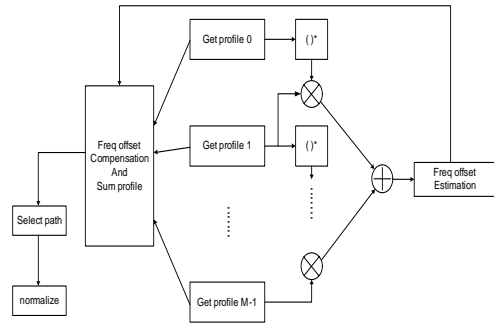 Get profile 0
( )*
Freq offset
Compensation
And
Sum profile
Get profile 1
( )*
Freq offset
Estimation
Select path
normalize
Get profile M-1